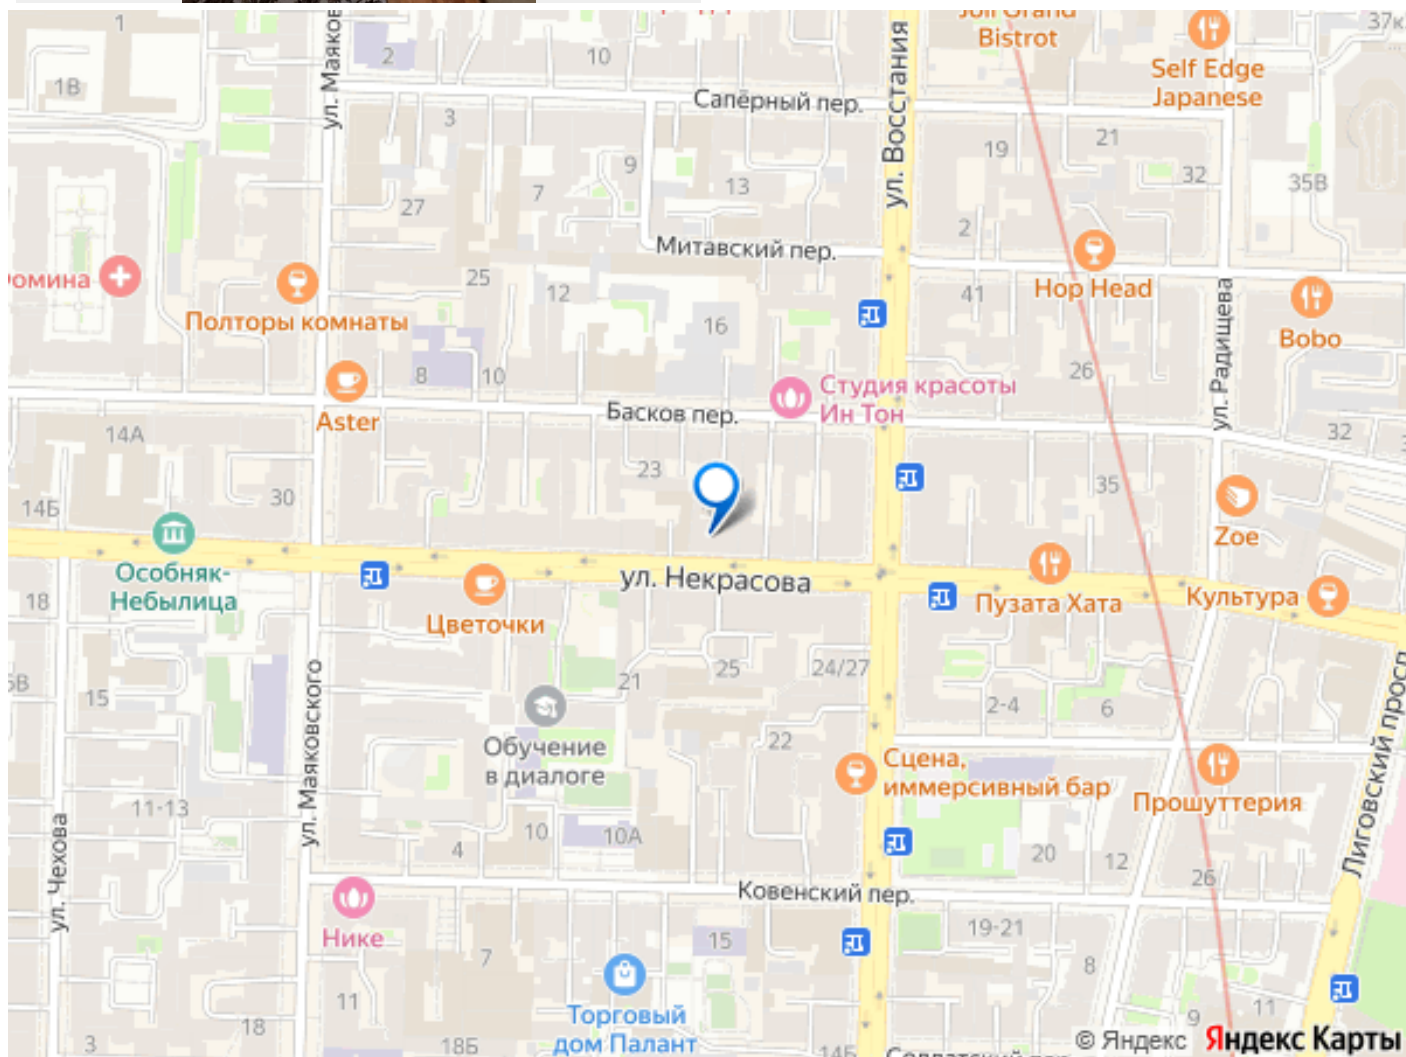 1
2
10
Joli Grand
Bistrot
37к
Self Edge
Japanese
1В
ул. Маяков
Сапёрный пер.
ул. Восстания
3
9
13
7
27
19
21
32
35В
2
Митавский пер.
25
12
16
41
Hop Head
Bobo
26
ул. Радищева
Полторы комнаты
8
10
Aster
Басков пер.
Студия красоты
Ин Тон
32
14А
23
30
14Б
35
Zoe
Особняк-
Небылица
ул. Некрасова
Пузата Хата
Культура
Цветочки
18
15
21
25
24/27
2-4
6
22
Обучение
в диалоге
Сцена,
иммерсивный бар
Прошуттерия
Лиговский просп
11-13
ул. Маяковского
ул. Чехова
10
10А
4
20
12
26
Ковенский пер.
Нике
7
15
19-21
8
11
18
Торговый
дом Палант
3
18Б
14Б
9
11
© Яндекс Яндекс Карты